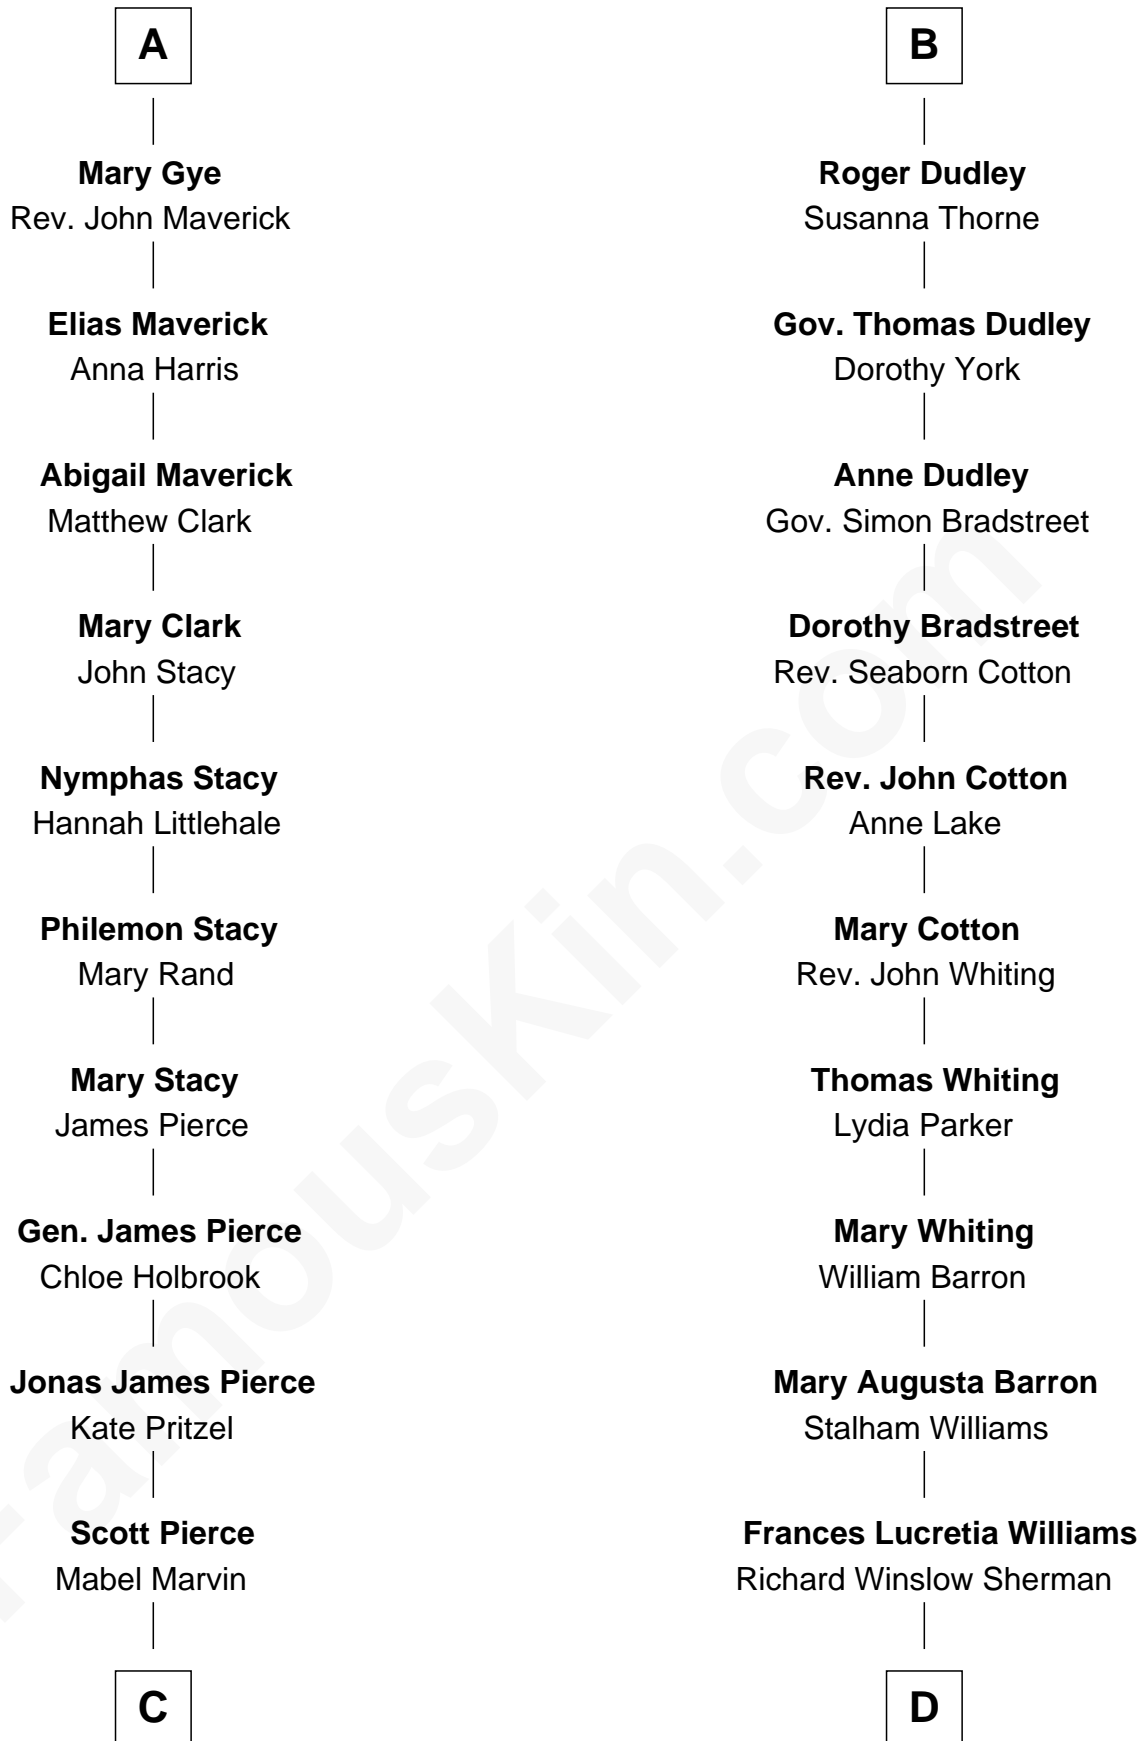 A
Mary Gye
Rev. John Maverick
Elias Maverick
Anna Harris
Abigail Maverick
Matthew Clark
Mary Clark
John Stacy
Nymphas Stacy
Hannah Littlehale
Philemon Stacy
Mary Rand
Mary Stacy
James Pierce
Gen. James Pierce
Chloe Holbrook
Jonas James Pierce
Kate Pritzel
Scott Pierce
Mabel Marvin
C
B
Roger Dudley
Susanna Thorne
Gov. Thomas Dudley
Dorothy York
Anne Dudley
Gov. Simon Bradstreet
Dorothy Bradstreet
Rev. Seaborn Cotton
Rev. John Cotton
Anne Lake
Mary Cotton
Rev. John Whiting
Thomas Whiting
Lydia Parker
Mary Whiting
William Barron
Mary Augusta Barron
Stalham Williams
Frances Lucretia Williams
Richard Winslow Sherman
D
FamousKin.com